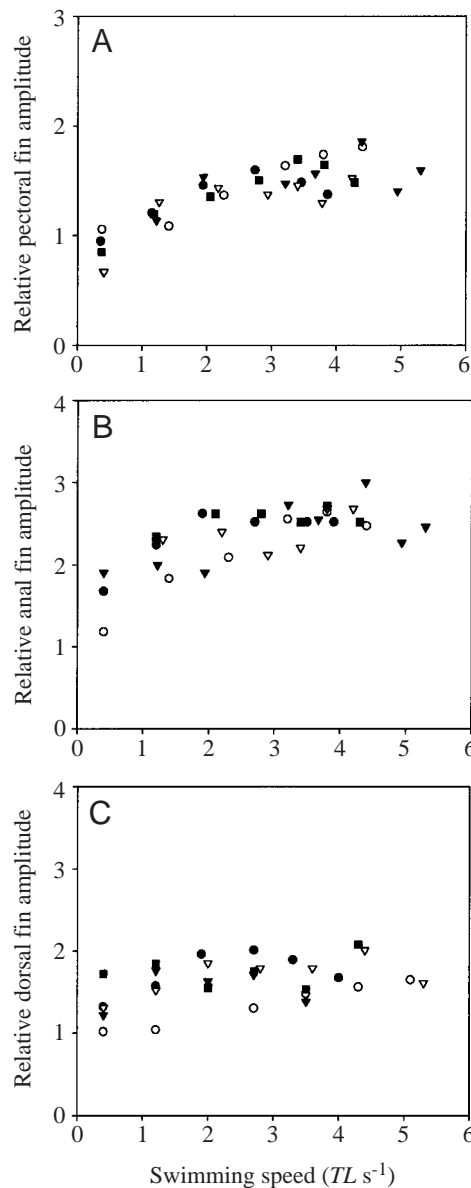 A
3
2
1
0
0 1 2 3 4 5 6
Relative pectoral fin amplitude
B
4
3
2
1
0
0 1 2 3 4 5 6
Relative anal fin amplitude
C
4
3
2
1
0
0 1 2 3 4 5 6
Relative dorsal fin amplitude
Swimming speed (TL s-1)